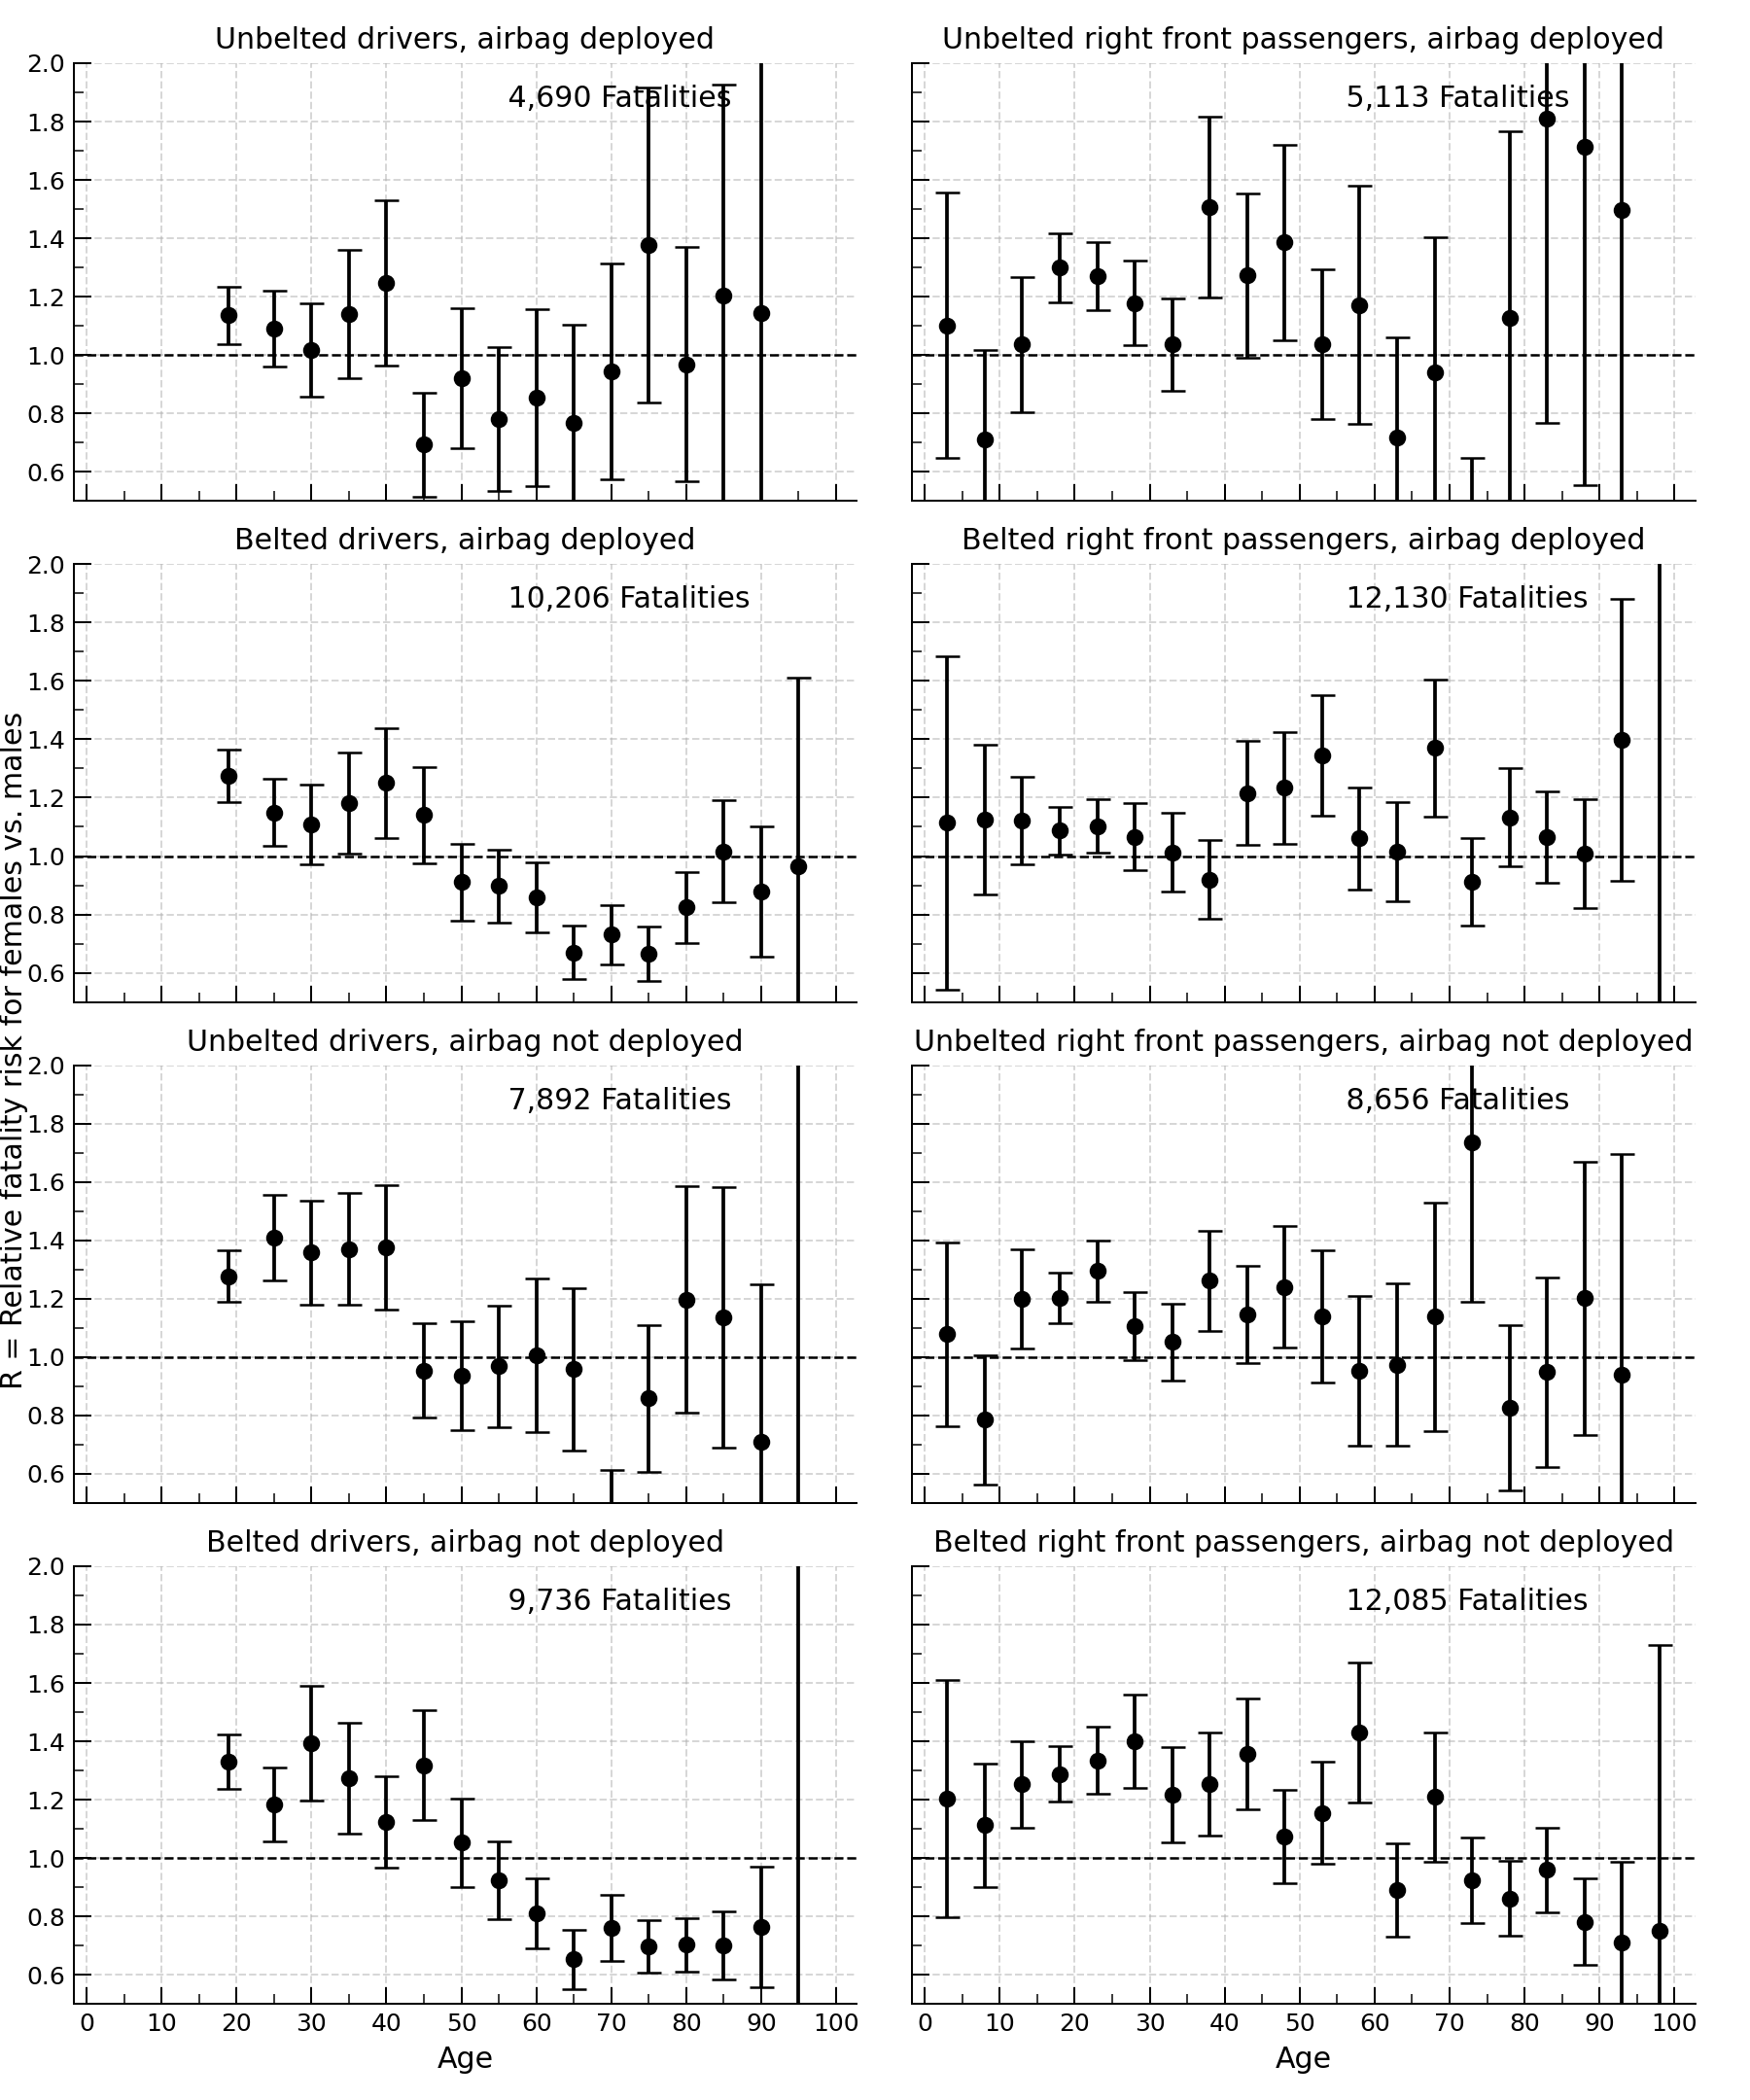 Unbelted drivers, airbag deployed
Unbelted right front passengers, airbag deployed
2.0
1.8
1.6
1.4
1.2
1.0
0.8
0.6
4,690 Fatalities
5,113 Fatalities
Belted drivers, airbag deployed
Belted right front passengers, airbag deployed
2.0
1.8
1.6
1.4
1.2
1.0
0.8
0.6
10,206 Fatalities
12,130 Fatalities
R = Relative fatality risk for females vs. males
Unbelted drivers, airbag not deployed
Unbelted right front passengers, airbag not deployed
2.0
1.8
1.6
1.4
1.2
1.0
0.8
0.6
7,892 Fatalities
8,656 Fatalities
Belted drivers, airbag not deployed
Belted right front passengers, airbag not deployed
2.0
1.8
1.6
1.4
1.2
1.0
0.8
0.6
9,736 Fatalities
12,085 Fatalities
0 10 20 30 40 50 60 70 80 90 100
0 10 20 30 40 50 60 70 80 90 100
Age
Age